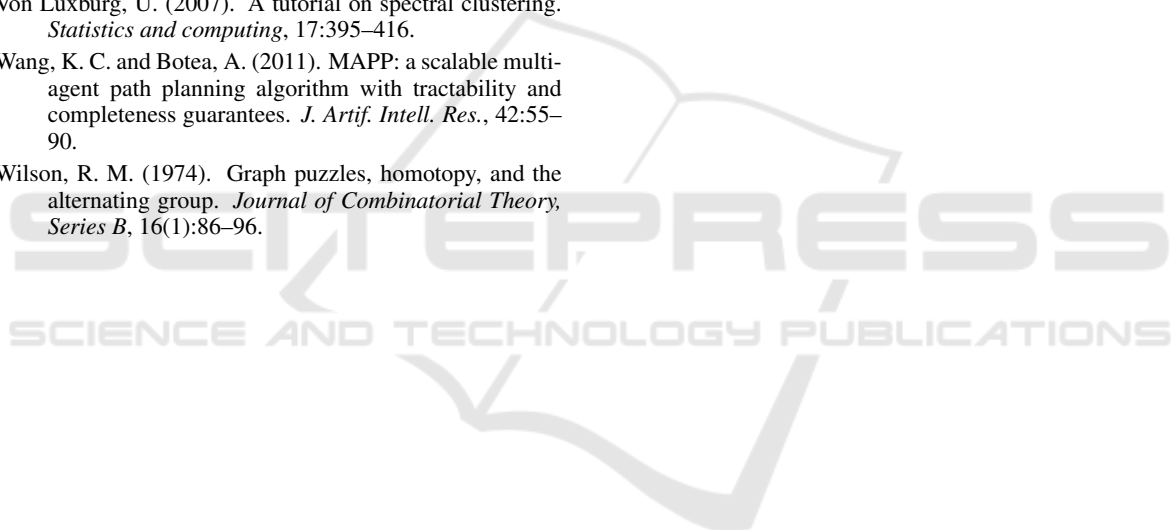 Von Luxburg, U. (2007). A tutorial on spectral clustering.
Statistics and computing, 17:395–416.
Wang, K. C. and Botea, A. (2011). MAPP: a scalable multi-
agent path planning algorithm with tractability and
completeness guarantees. J. Artif. Intell. Res., 42:55–
90.
Wilson, R. M. (1974). Graph puzzles, homotopy, and the
alternating group. Journal of Combinatorial Theory,
Series B, 16(1):86–96.
SCITEPRESS
SCIENCE AND TECHNOLOGY PUBLICATIONS